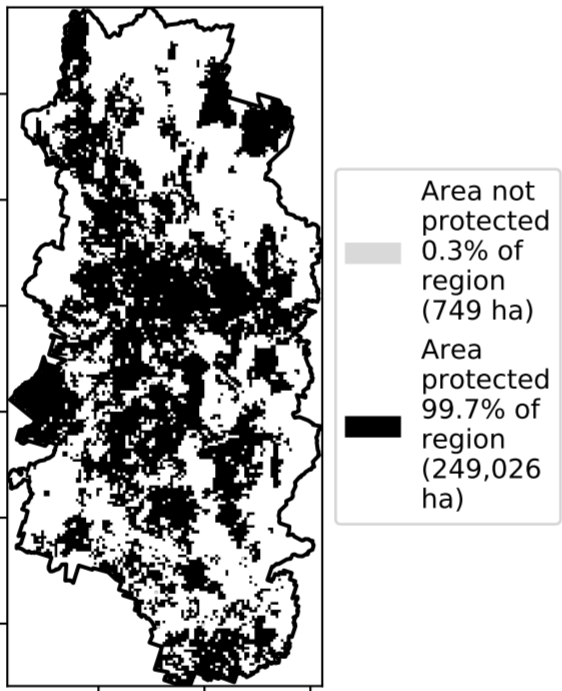 Area not
protected
0.3% of
region
(749 ha)
Area
protected
99.7% of
region
(249,026
ha)